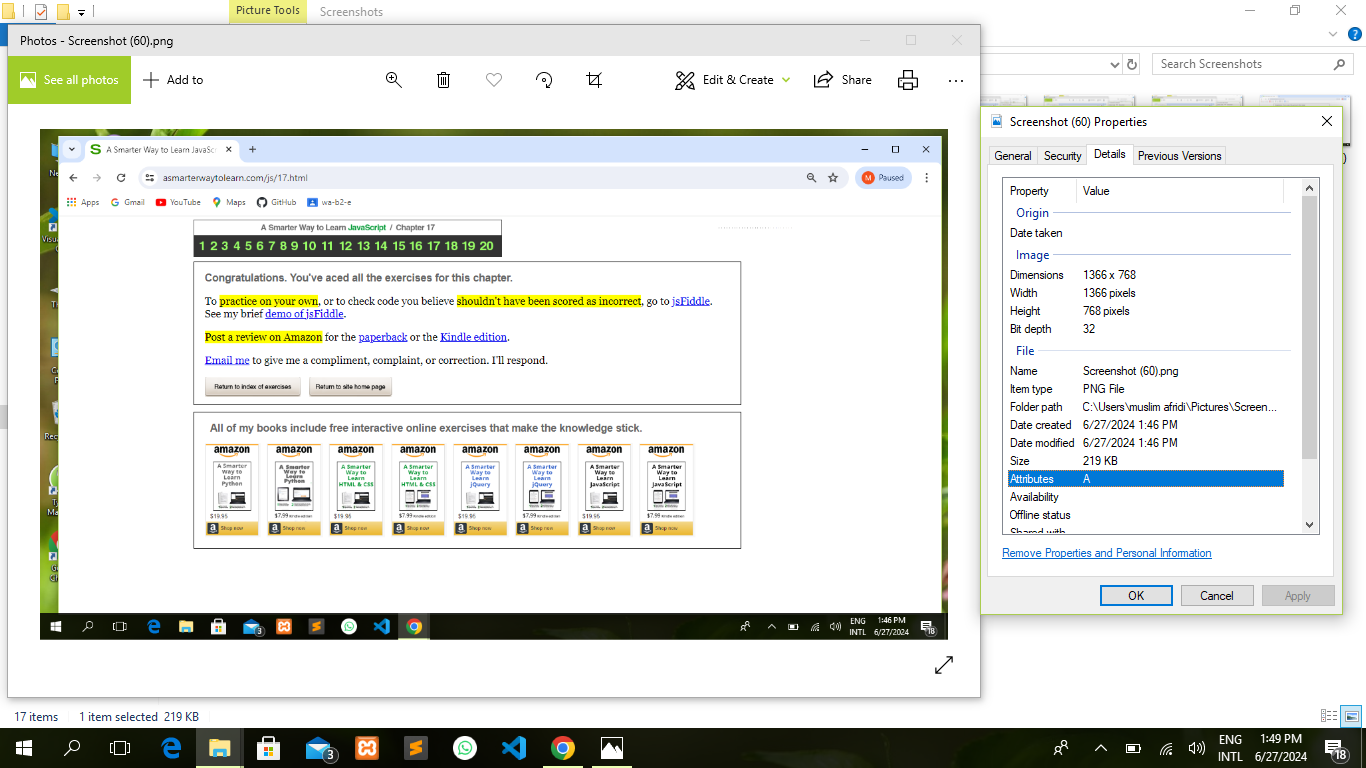 Picture Tools
Screenshots
Photos - Screenshot (60).png
See all photos
Add to
Edit & Create
Share
Search Screenshots
A Smarter Way to Learn JavaSc
asmarterwaytolearn.com/js/17.html
M Paused
Apps Gmail YouTube Maps GitHub wa-b2-e
A Smarter Way to Learn JavaScript / Chapter 17
1 2 3 4 5 6 7 8 9 10 11 12 13 14 15 16 17 18 19 20
Congratulations. You've aced all the exercises for this chapter.
To practice on your own, or to check code you believe shouldn't have been scored as incorrect, go to jsFiddle.
See my brief demo of jsFiddle.
Post a review on Amazon for the paperback or the Kindle edition.
Email me to give me a compliment, complaint, or correction. I'll respond.
Return to index of exercises Return to site home page
All of my books include free interactive online exercises that make the knowledge stick.
amazon amazon amazon amazon amazon amazon amazon amazon
A Smarter Way to Learn Python
A Smarter Way to Learn Python
A Smarter Way to Learn HTML & CSS
A Smarter Way to Learn HTML & CSS
A Smarter Way to Learn jQuery
A Smarter Way to Learn jQuery
A Smarter Way to Learn JavaScript
A Smarter Way to Learn JavaScript
$19.95 $7.99 Kindle edition $19.95 $7.99 Kindle edition $19.95 $7.99 Kindle edition $19.95 $7.99 Kindle edition
Shop now Shop now Shop now Shop now Shop now Shop now Shop now Shop now
3
ENG
INTL
1:46 PM
6/27/2024
18
Screenshot (60) Properties
General Security Details Previous Versions
Property Value
Origin
Date taken
Image
Dimensions 1366 x 768
Width 1366 pixels
Height 768 pixels
Bit depth 32
File
Name Screenshot (60).png
Item type PNG File
Folder path C:\Users\muslim afridi\Pictures\Screen...
Date created 6/27/2024 1:46 PM
Date modified 6/27/2024 1:46 PM
Size 219 KB
Attributes A
Availability
Offline status
Shared with
Remove Properties and Personal Information
OK Cancel Apply
17 items 1 item selected 219 KB
3
ENG
INTL
1:49 PM
6/27/2024
18